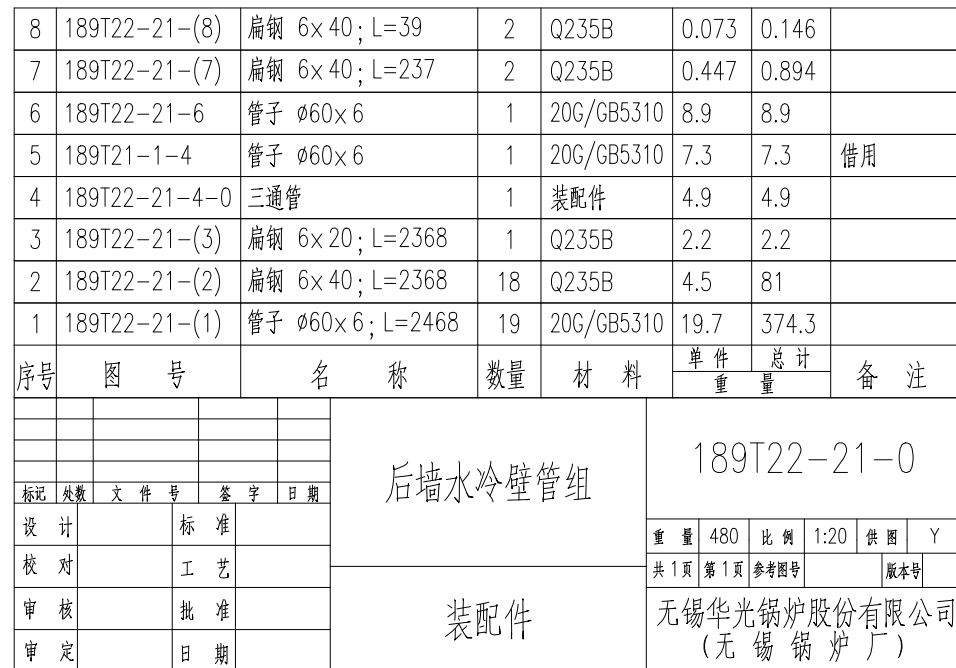 8 189T22-21-(8) 扁钢 6x40; L=39 2 Q235B 0.073 0.146
7 189T22-21-(7) 扁钢 6x40; L=237 2 Q235B 0.447 0.894
6 189T22-21-6 管子 ø60x6 1 20G/GB5310 8.9 8.9
5 189T21-1-4 管子 ø60x6 1 20G/GB5310 7.3 7.3 借用
4 189T22-21-4-0 三通管 1 装配件 4.9 4.9
3 189T22-21-(3) 扁钢 6x20; L=2368 1 Q235B 2.2 2.2
2 189T22-21-(2) 扁钢 6x40; L=2368 18 Q235B 4.5 81
1 189T22-21-(1) 管子 ø60x6; L=2468 19 20G/GB5310 19.7 374.3
序号 图 号 名 称 数量 材 料 单件 总计 备 注
重 量
标记 处数 文 件 号 签 字 日 期
设 计 标 准
校 对 工 艺
审 核 批 准
审 定 日 期
后墙水冷壁管组
装配件
189T22-21-0
重 量 480 比 例 1:20 供 图 Y
共 1 页 第 1 页 参考图号 版本号
无锡华光锅炉股份有限公司
(无 锡 锅 炉 厂)